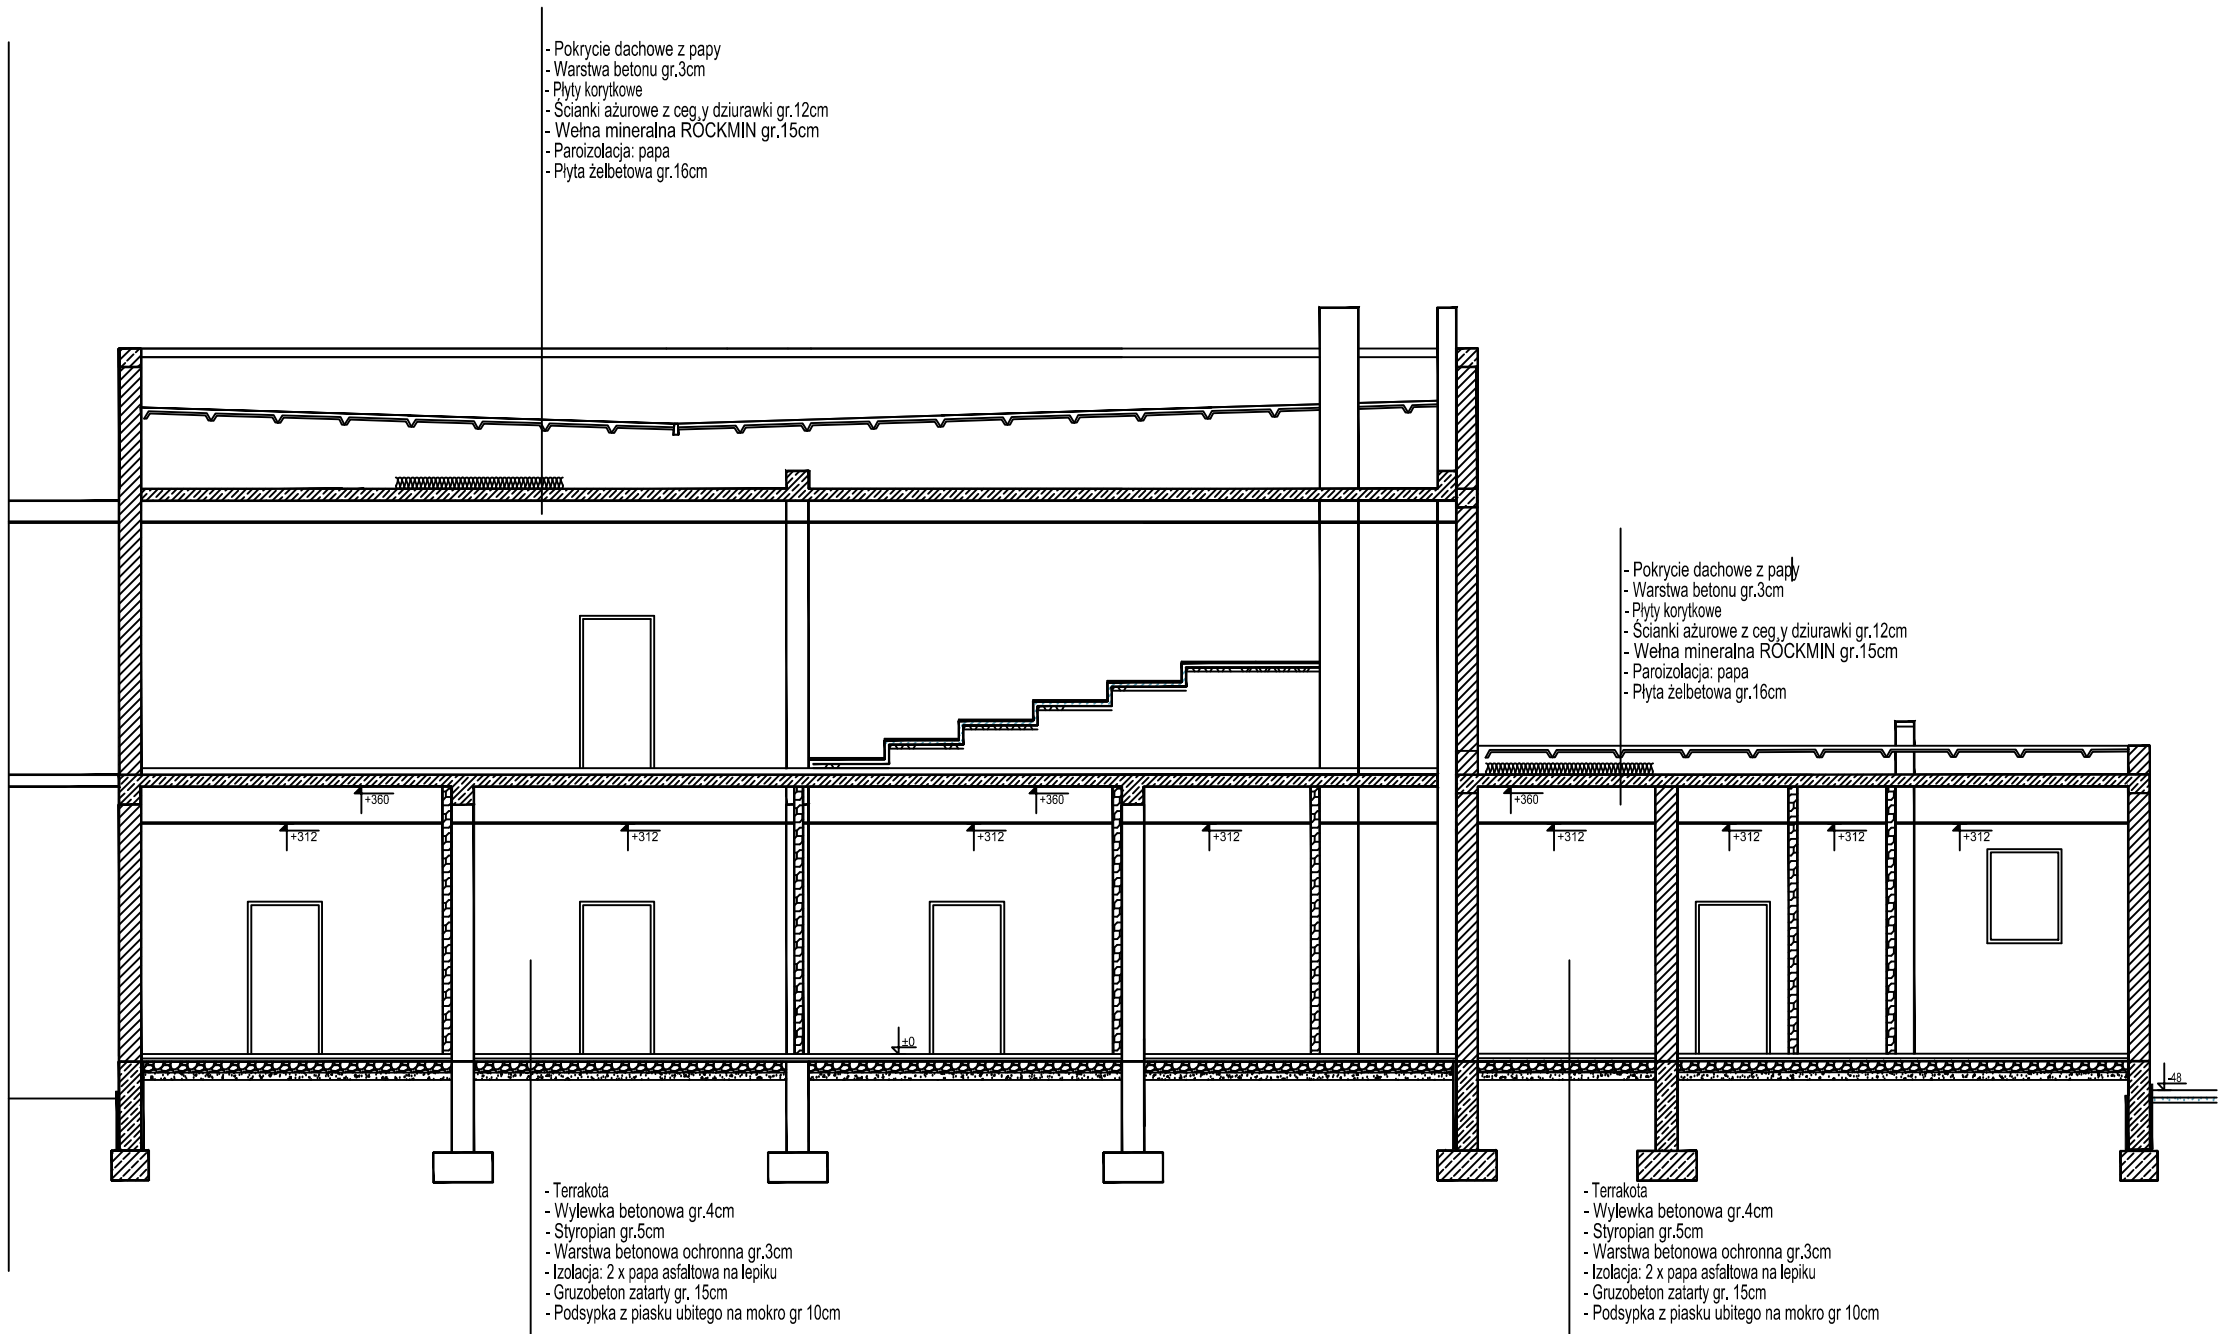 - Pokrycie dachowe z papy
- Warstwa betonu gr.3cm
- Płyty korytkowe
- Ścianki ażurowe z ceg¸y dziurawki gr.12cm
- Wełna mineralna ROCKMIN gr.15cm
- Paroizolacja: papa
- Płyta żelbetowa gr.16cm
- Pokrycie dachowe z papy
- Warstwa betonu gr.3cm
- Płyty korytkowe
- Ścianki ażurowe z ceg¸y dziurawki gr.12cm
- Wełna mineralna ROCKMIN gr.15cm
- Paroizolacja: papa
- Płyta żelbetowa gr.16cm
+360
+360
+360
+312
+312
+312
+312
+312
+312
+312
+312
±0
-48
- Terrakota
- Wylewka betonowa gr.4cm
- Styropian gr.5cm
- Warstwa betonowa ochronna gr.3cm
- Izolacja: 2 x papa asfaltowa na lepiku
- Gruzobeton zatarty gr. 15cm
- Podsypka z piasku ubitego na mokro gr 10cm
- Terrakota
- Wylewka betonowa gr.4cm
- Styropian gr.5cm
- Warstwa betonowa ochronna gr.3cm
- Izolacja: 2 x papa asfaltowa na lepiku
- Gruzobeton zatarty gr. 15cm
- Podsypka z piasku ubitego na mokro gr 10cm